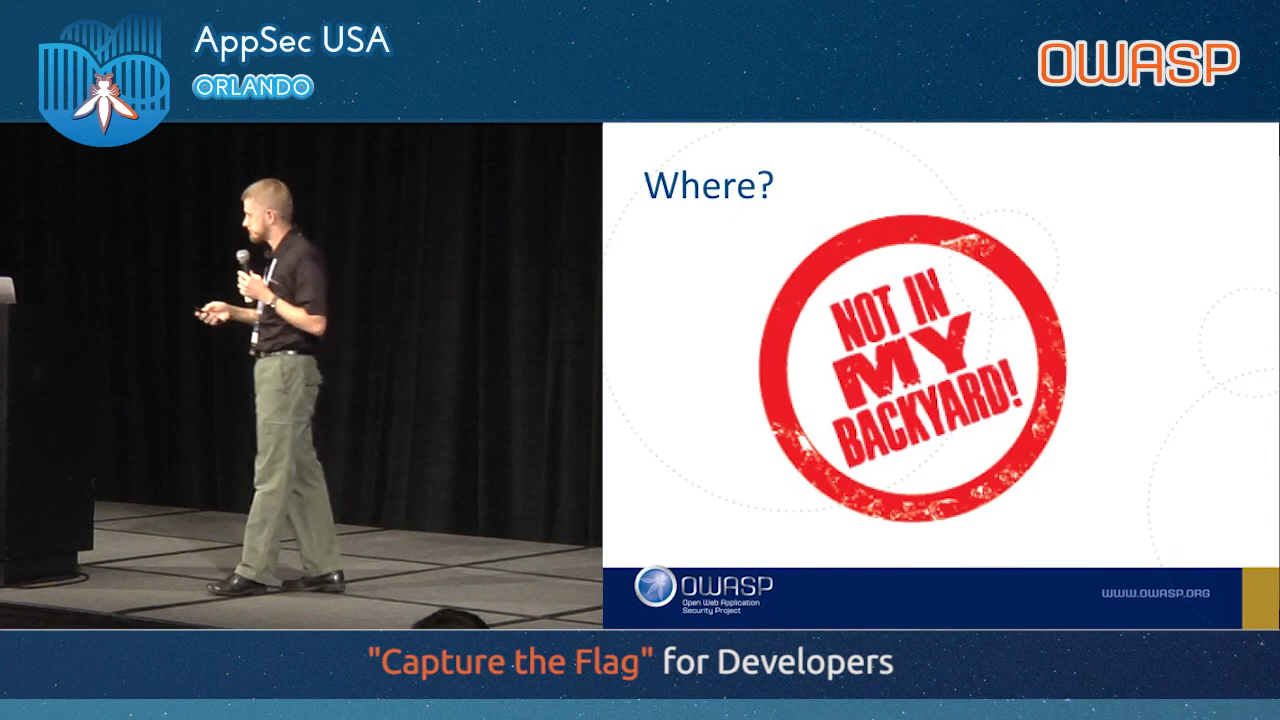 AppSec USA
ORLANDO
OWASP
Where?
NOT IN
MY
BACKYARD!
OWASP
Open Web Application
Security Project
WWW.OWASP.ORG
"Capture the Flag" for Developers